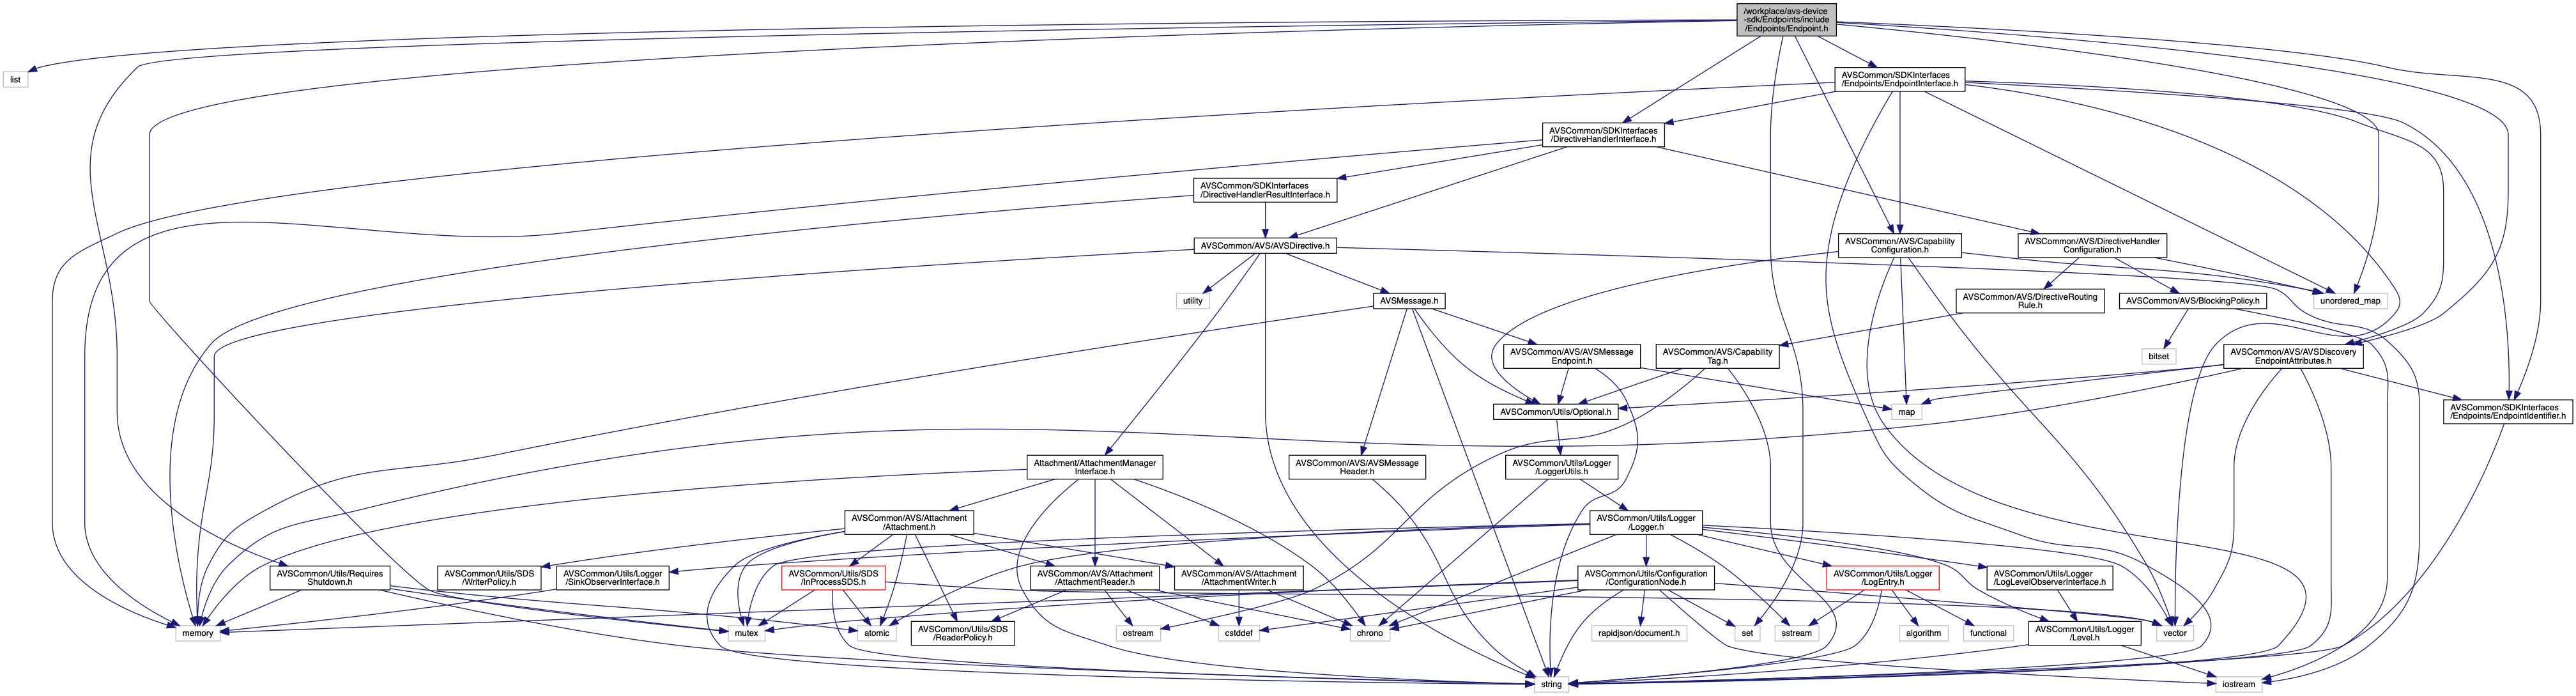 /workplace/avs-device
-sdk/Endpoints/include
/Endpoints/Endpoint.h
list
AVSCommon/SDKInterfaces
/Endpoints/EndpointInterface.h
AVSCommon/SDKInterfaces
/DirectiveHandlerInterface.h
AVSCommon/SDKInterfaces
/DirectiveHandlerResultInterface.h
AVSCommon/AVS/AVSDirective.h
AVSCommon/AVS/Capability
Configuration.h
AVSCommon/AVS/DirectiveHandler
Configuration.h
utility
AVSMessage.h
AVSCommon/AVS/DirectiveRouting
Rule.h
AVSCommon/AVS/BlockingPolicy.h
unordered_map
AVSCommon/AVS/AVSMessage
Endpoint.h
AVSCommon/AVS/Capability
Tag.h
bitset
AVSCommon/AVS/AVSDiscovery
EndpointAttributes.h
AVSCommon/Utils/Optional.h
map
AVSCommon/SDKInterfaces
/Endpoints/EndpointIdentifier.h
Attachment/AttachmentManager
Interface.h
AVSCommon/AVS/AVSMessage
Header.h
AVSCommon/Utils/Logger
/LoggerUtils.h
AVSCommon/AVS/Attachment
/Attachment.h
AVSCommon/Utils/Logger
/Logger.h
AVSCommon/Utils/Requires
Shutdown.h
AVSCommon/Utils/SDS
/WriterPolicy.h
AVSCommon/Utils/Logger
/SinkObserverInterface.h
AVSCommon/Utils/SDS
/InProcessSDS.h
AVSCommon/AVS/Attachment
/AttachmentReader.h
AVSCommon/AVS/Attachment
/AttachmentWriter.h
AVSCommon/Utils/Configuration
/ConfigurationNode.h
AVSCommon/Utils/Logger
/LogEntry.h
AVSCommon/Utils/Logger
/LogLevelObserverInterface.h
memory
mutex
atomic
AVSCommon/Utils/SDS
/ReaderPolicy.h
ostream
cstddef
chrono
rapidjson/document.h
set
sstream
algorithm
functional
AVSCommon/Utils/Logger
/Level.h
vector
string
iostream